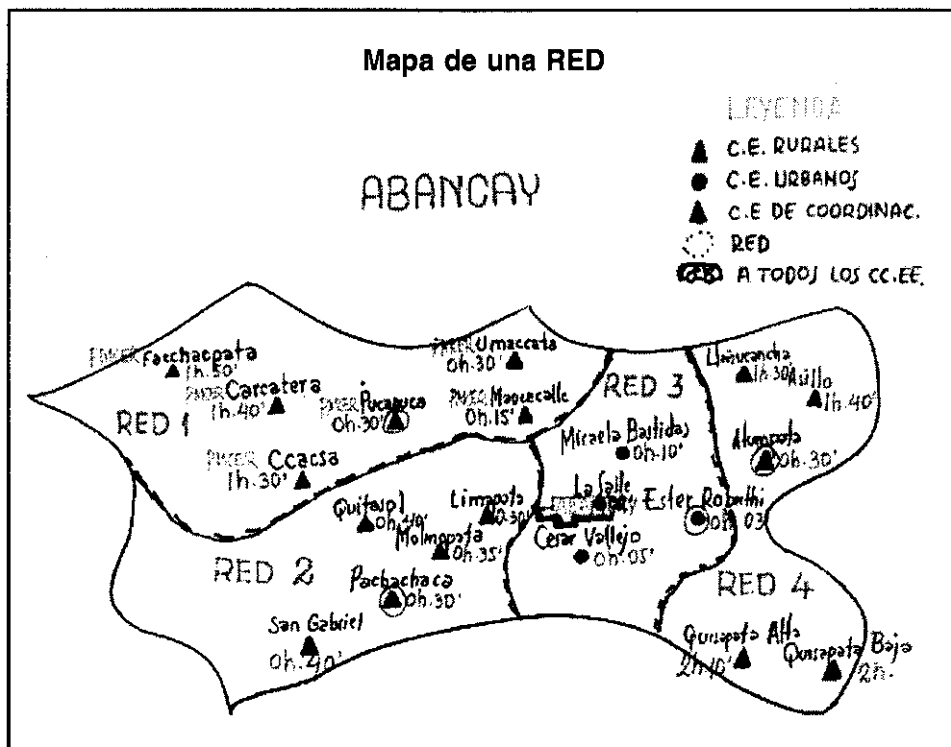 Mapa de una RED
LEYENDA
C.E. RURALES
C.E. URBANOS
C.E DE COORDINAC.
RED
A TODOS LOS CC.EE.
ABANCAY
RED 1
Facchacpata
1h.50'
Carcatera
1h.40'
Pucapuca
0h.30'
Ccacsa
1h.30'
Umaccata
0h.30'
Maucacalle
0h.15'
RED 2
Quitasol
0h.40'
Limapata
0.30'
Molinopata
0h.35'
Pachachaca
0h.30'
San Gabriel
0h.40'
RED 3
Micaela Bastidas
0h.10'
La Salle
Ester Roberthi
0h 03
Cesar Vallejo
0h.05'
RED 4
Llañucancha
1h.30'
Asillo
1h.40'
Atumpata
0h.30'
Quisapata Alta
2h 10'
Quisapata Baja
2h.